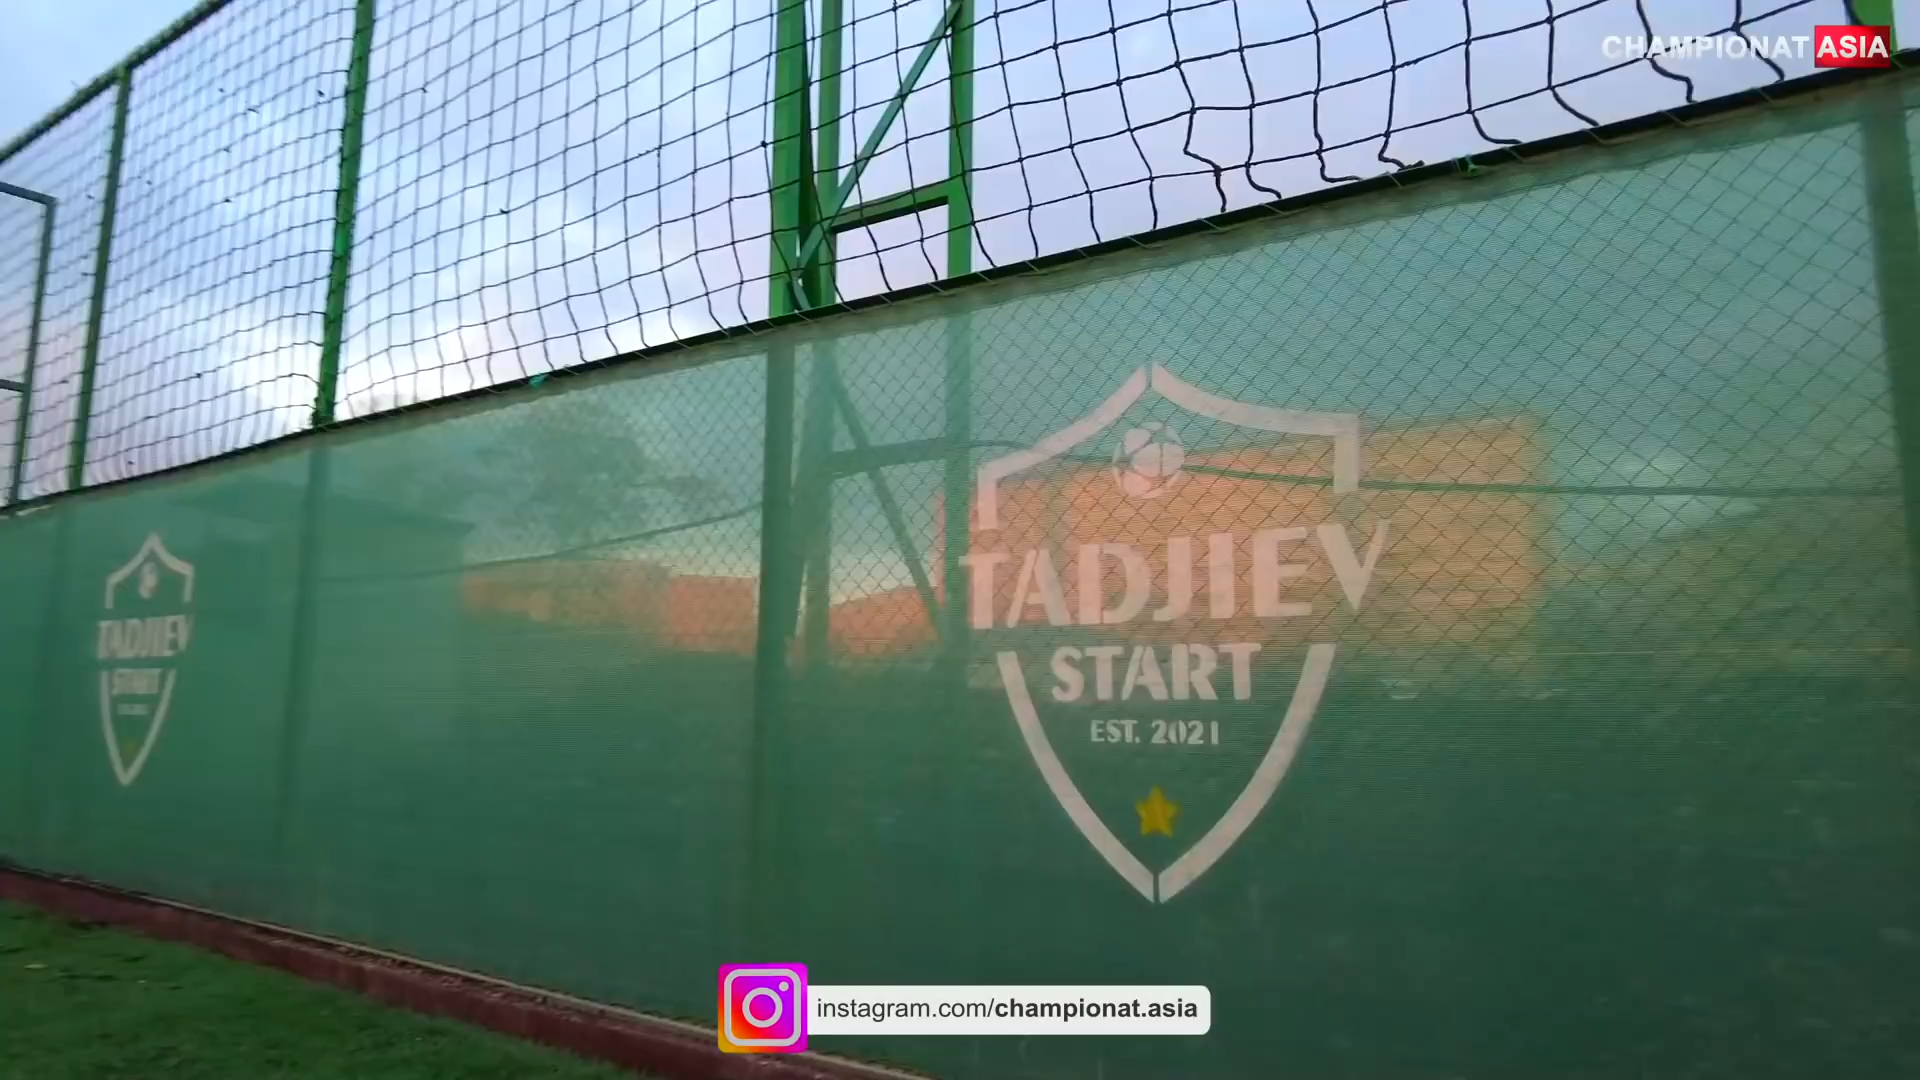 CHAMPIONAT ASIA
TADJIEV
START
EST. 2021
TADJIEV
START
instagram.com/championat.asia